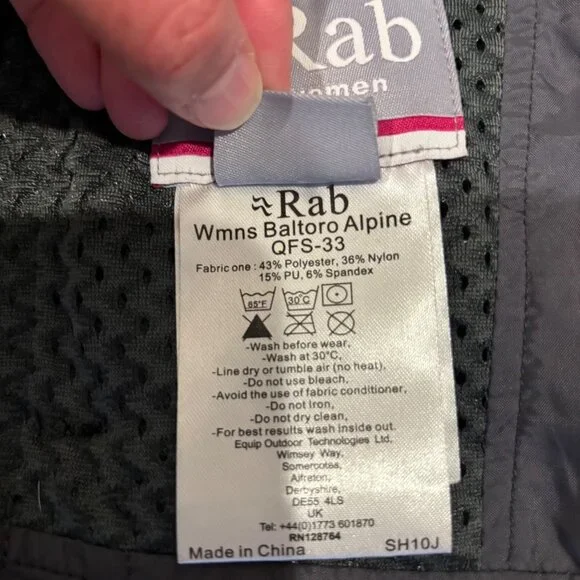 Rab
women
Rab
Wmns Baltoro Alpine
QFS-33
Fabric one : 43% Polyester, 36% Nylon
15% PU, 6% Spandex
85°F 30°C
-Wash before wear,
-Wash at 30°C,
-Line dry or tumble air (no heat).
-Do not use bleach.
-Avoid the use of fabric conditioner,
-Do not Iron,
-Do not dry clean,
-For best results wash inside out.
Equip Outdoor Technologies Ltd.
Wimsey Way,
Somercotes,
Alfreton,
Derbyshire,
DE55 4LS
UK
Tel: +44(0)1773 601870
RN128764
Made in China SH10J